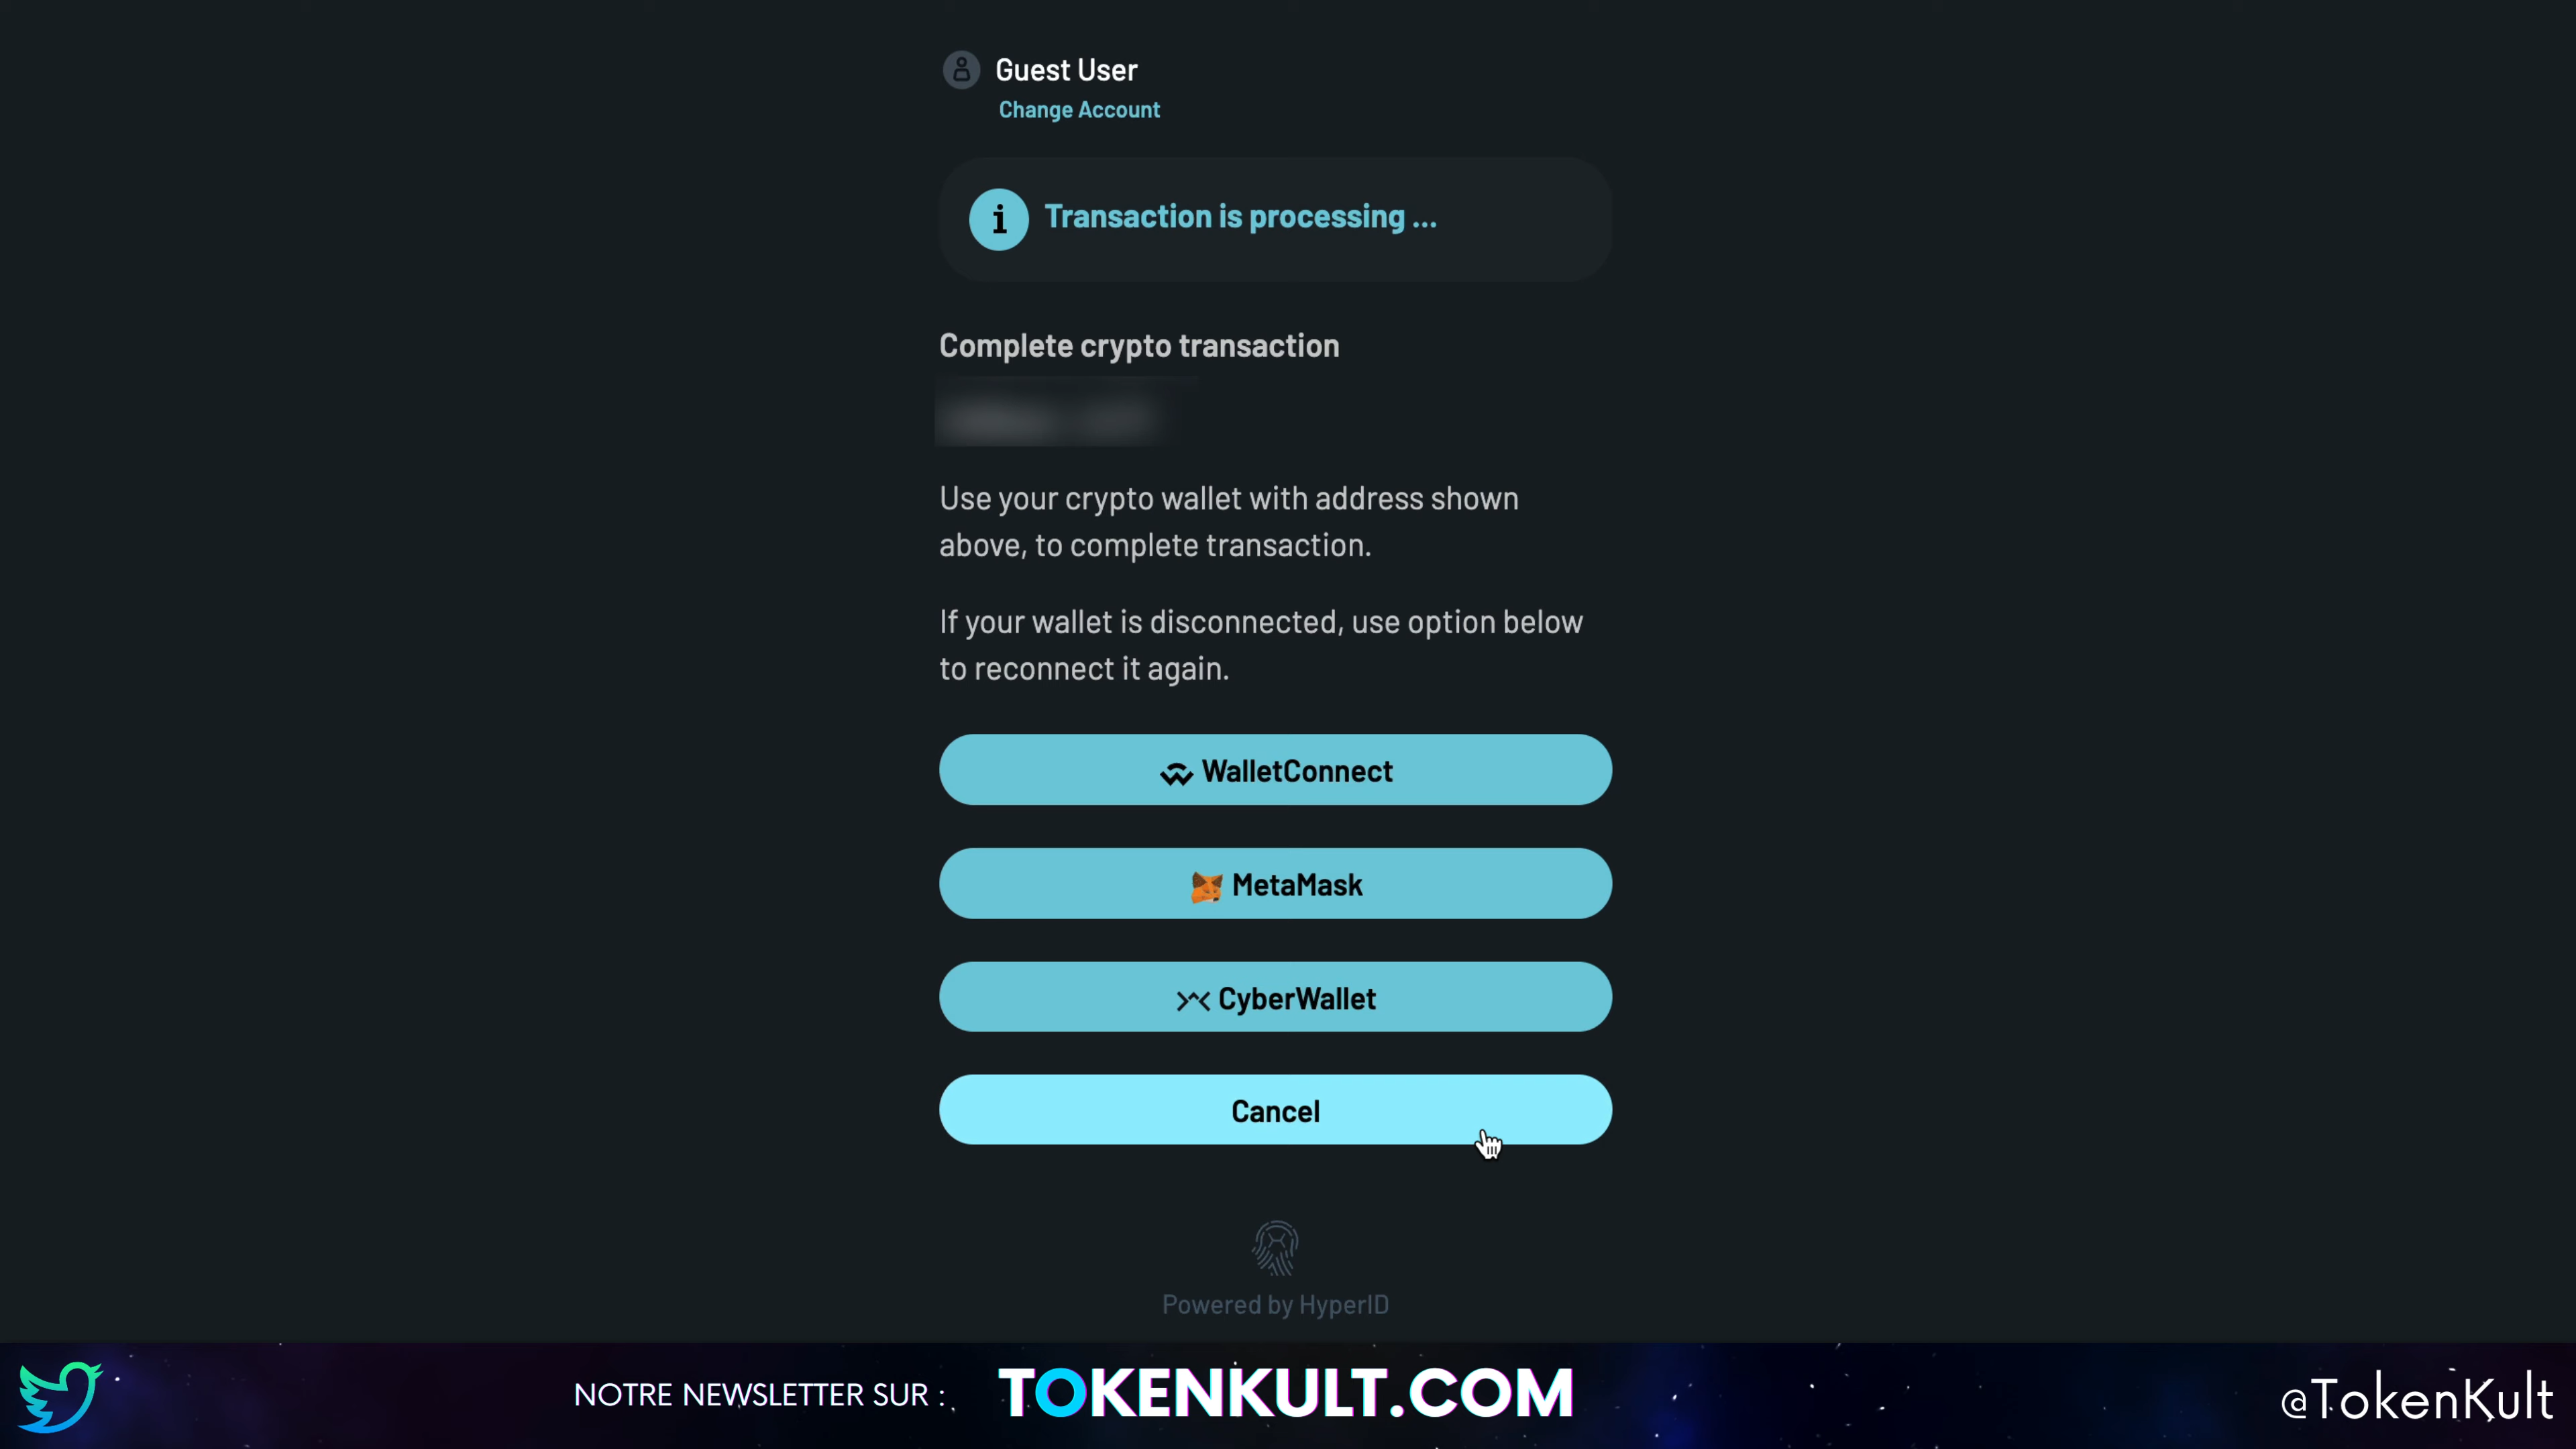 Guest User
Change Account
Transaction is processing ...
Complete crypto transaction
Use your crypto wallet with address shown
above, to complete transaction.
If your wallet is disconnected, use option below
to reconnect it again.
WalletConnect
MetaMask
CyberWallet
Cancel
Powered by HyperID
NOTRE NEWSLETTER SUR : TOKENKULT.COM
@TokenKult